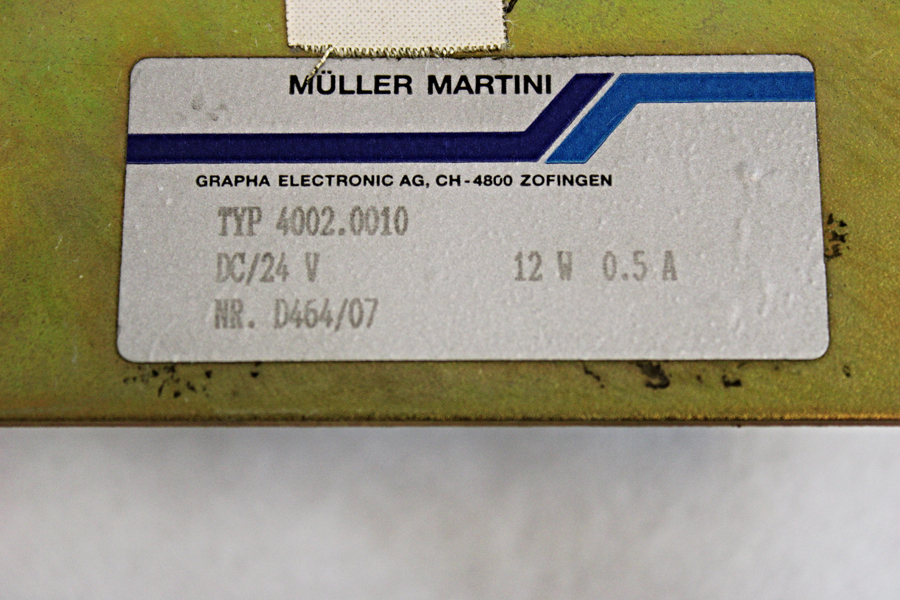 MÜLLER MARTINI
GRAPHA ELECTRONIC AG, CH-4800 ZOFINGEN
TYP 4002.0010
DC/24 V 12 W 0.5 A
NR. D464/07